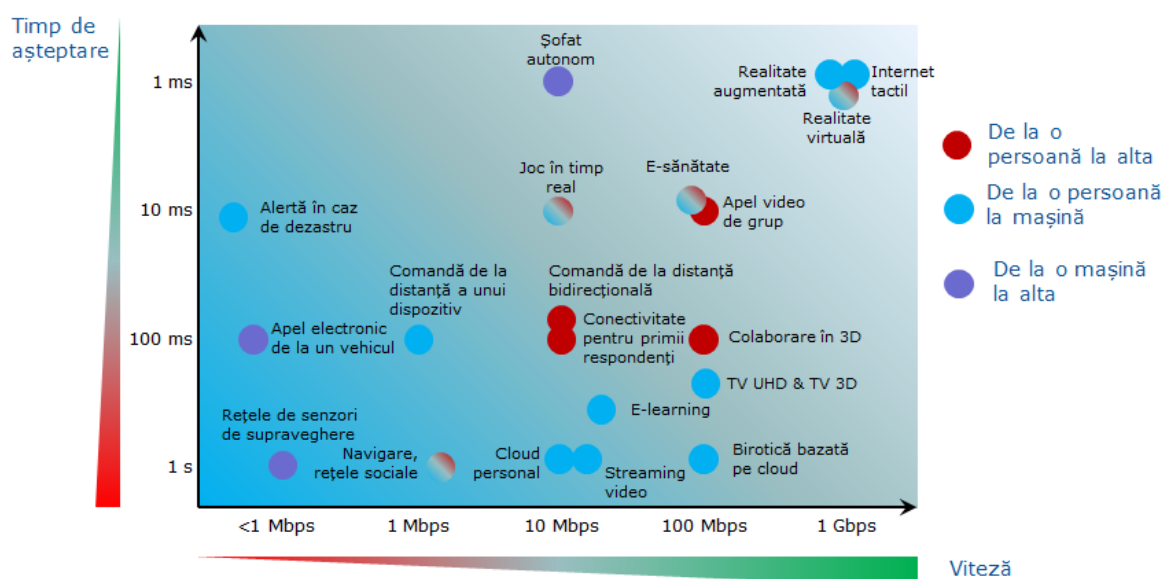 Timp de
așteptare
1 ms
10 ms
100 ms
1 s
Șofat
autonom
Realitate
augmentată
Internet
tactil
Realitate
virtuală
Joc în timp
real
E-sănătate
Apel video
de grup
Alertă în caz
de dezastru
Comandă de la
distanță a unui
dispozitiv
Comandă de la distanță
bidirecțională
Apel electronic
de la un vehicul
Conectivitate
pentru primii
respondenți
Colaborare în 3D
TV UHD & TV 3D
E-learning
Rețele de senzori
de supraveghere
Navigare,
rețele sociale
Cloud
personal
Streaming
video
Birotică bazată
pe cloud
<1 Mbps
1 Mbps
10 Mbps
100 Mbps
1 Gbps
Viteză
De la o
persoană la alta
De la o persoană
la mașină
De la o mașină
la alta